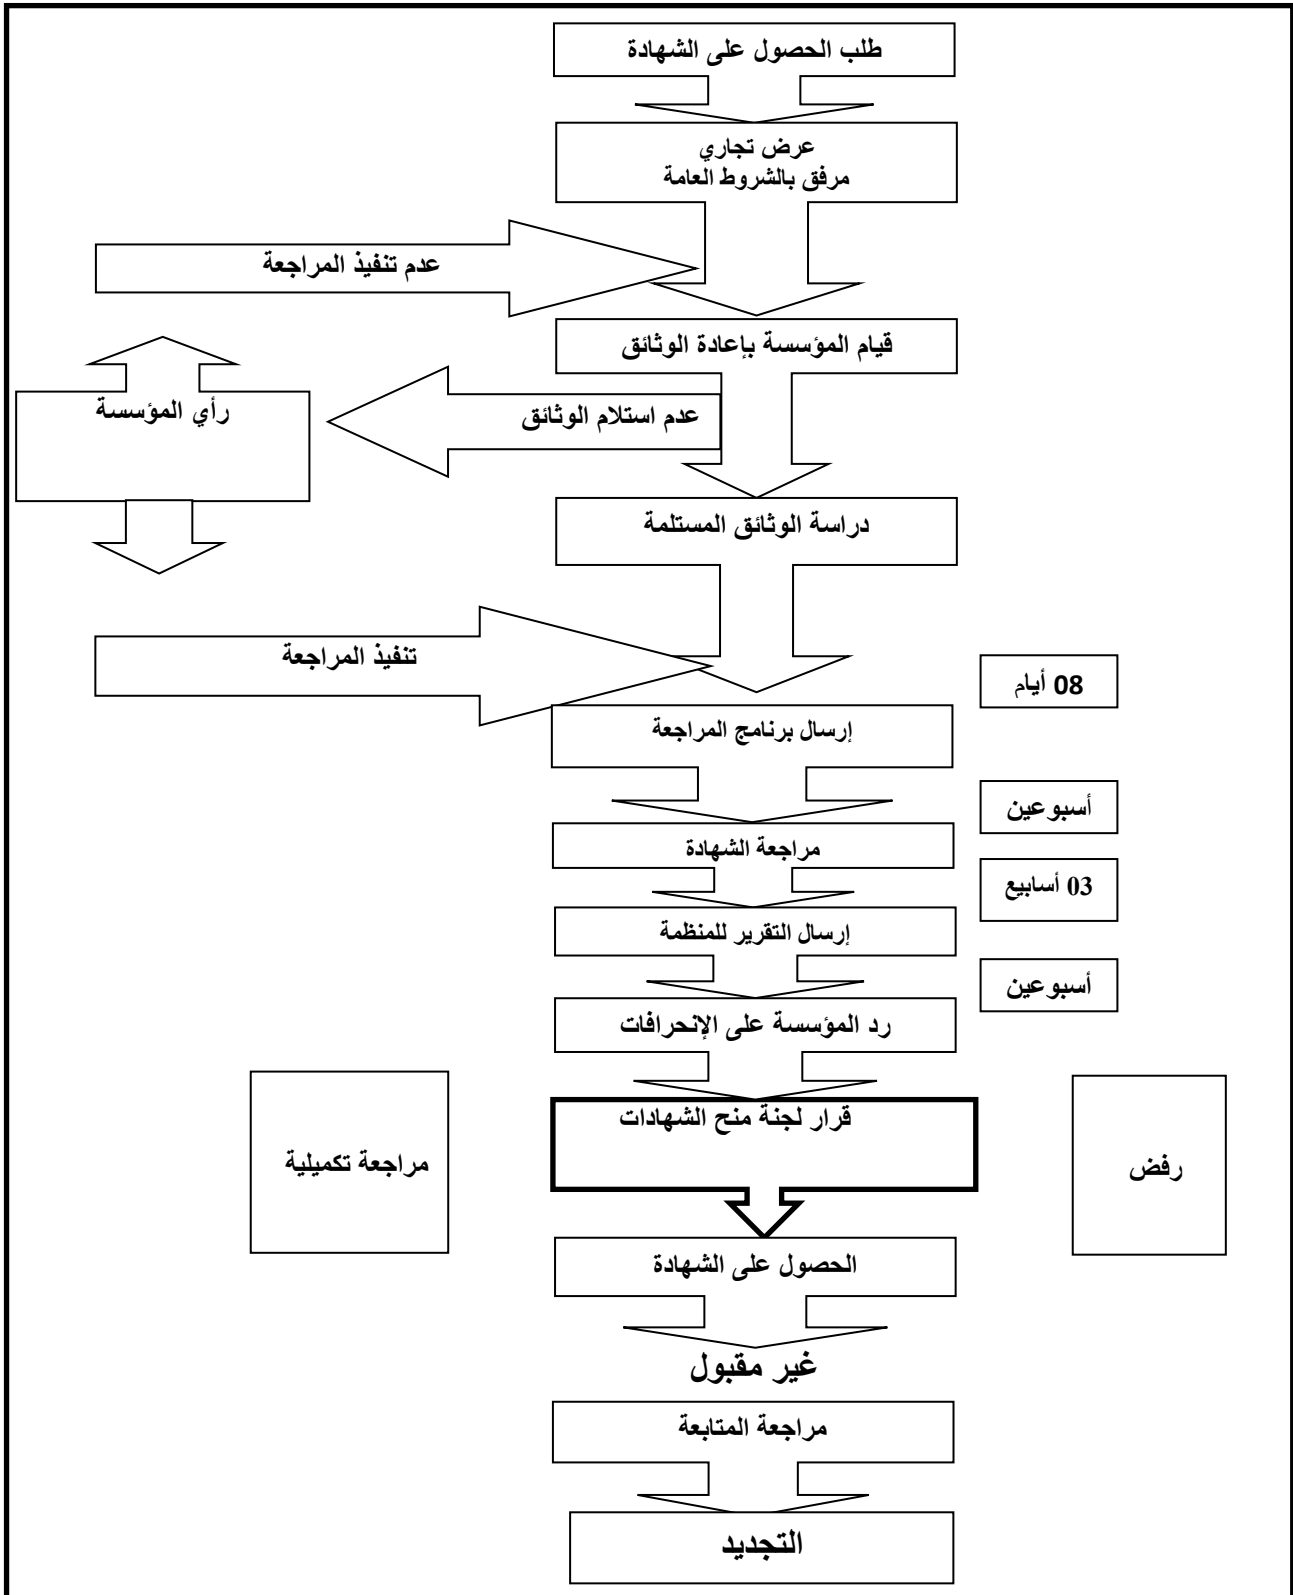 طلب الحصول على الشهادة
عرض تجاري
مرفق بالشروط العامة
عدم تنفيذ المراجعة
قيام المؤسسة بإعادة الوثائق
رأي المؤسسة
عدم استلام الوثائق
دراسة الوثائق المستلمة
تنفيذ المراجعة
08 أيام
إرسال برنامج المراجعة
أسبوعين
مراجعة الشهادة
03 أسابيع
إرسال التقرير للمنظمة
أسبوعين
رد المؤسسة على الإنحرافات
قرار لجنة منح الشهادات
رفض
مراجعة تكميلية
الحصول على الشهادة
غير مقبول
مراجعة المتابعة
التجديد